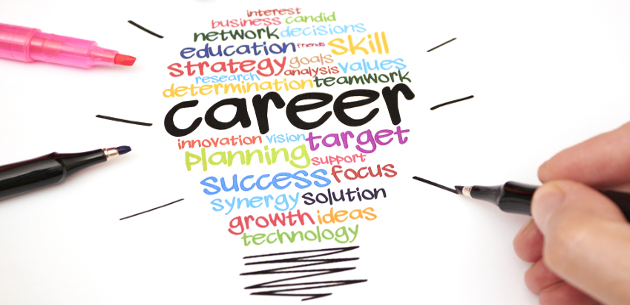 interest
business candid
network decisions
education trends skill
strategy goals values
research analysis
determination teamwork
career
innovation vision target
planning support
success focus
synergy solution
growth ideas
technology